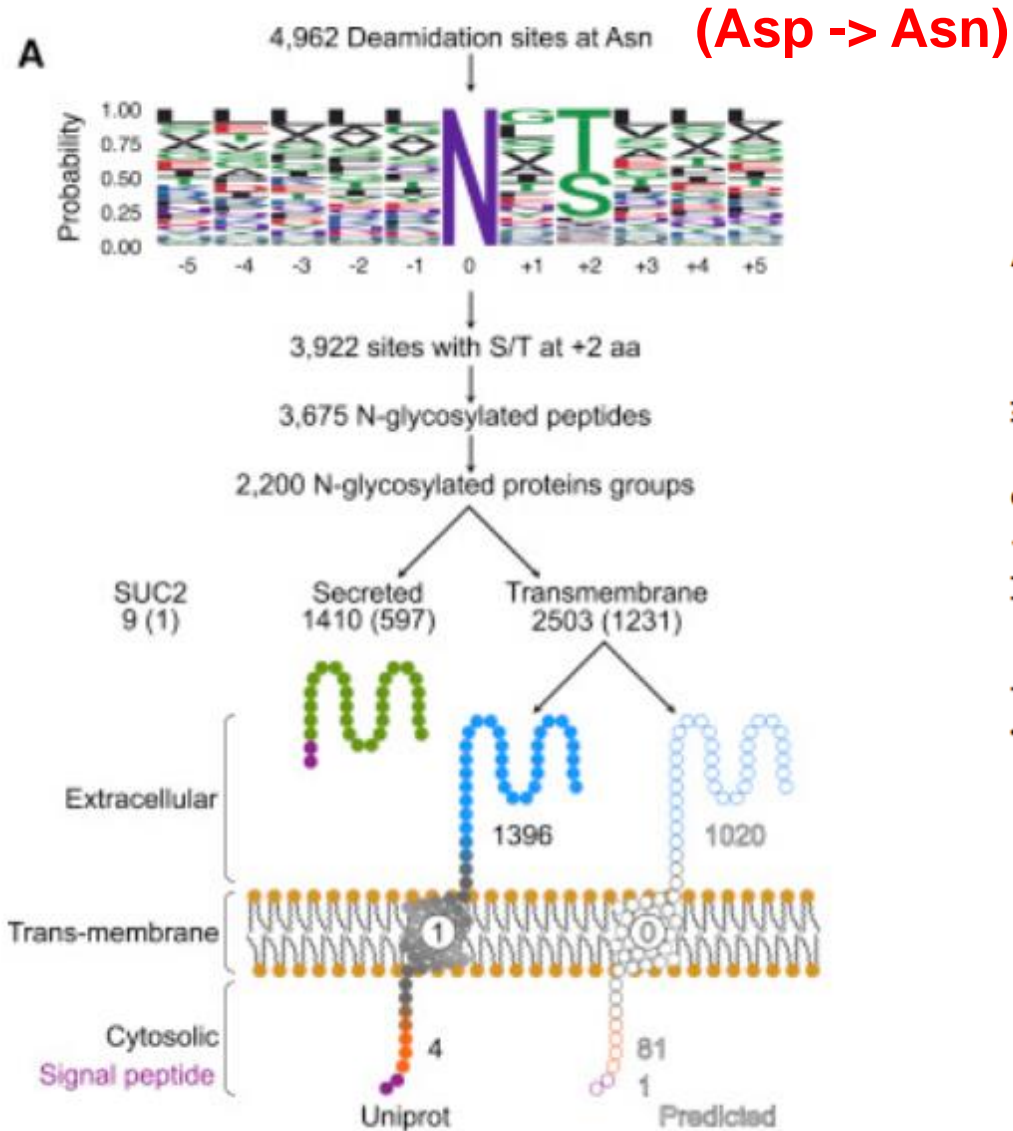 A
4,962 Deamidation sites at Asn
(Asp -> Asn)
Probability
1.00
0.75
0.50
0.25
0.00
N
G
T
S
-5 -4 -3 -2 -1 0 +1 +2 +3 +4 +5
3,922 sites with S/T at +2 aa
3,675 N-glycosylated peptides
2,200 N-glycosylated proteins groups
SUC2
9 (1)
Secreted
1410 (597)
Transmembrane
2503 (1231)
Extracellular
1396
1020
Trans-membrane
1
0
Cytosolic
4
81
Signal peptide
1
Uniprot
Predicted